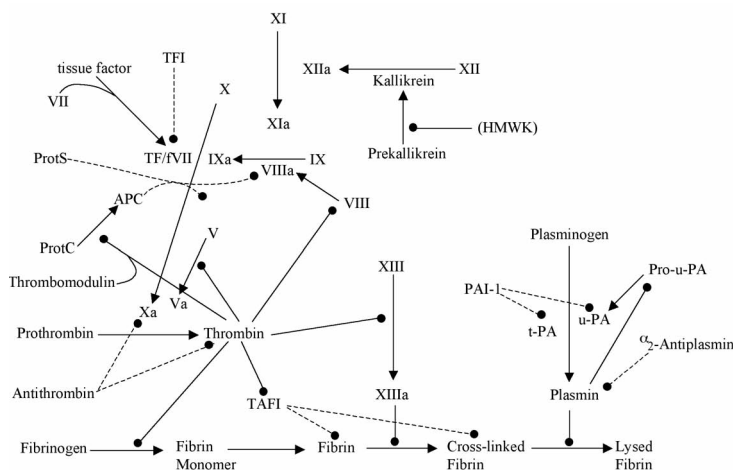 XI
TFI
tissue factor
XIIa
XII
Kallikrein
X
VII
XIa
(HMWK)
Prekallikrein
ProtS
TF/fVII
IXa
IX
VIIIa
APC
VIII
V
Plasminogen
ProtC
XIII
Pro-u-PA
Thrombomodulin
PAI-1
Xa
Va
u-PA
t-PA
Prothrombin
Thrombin
α2-Antiplasmin
Antithrombin
TAFI
XIIIa
Plasmin
Fibrinogen
Fibrin
Monomer
Fibrin
Cross-linked
Fibrin
Lysed
Fibrin